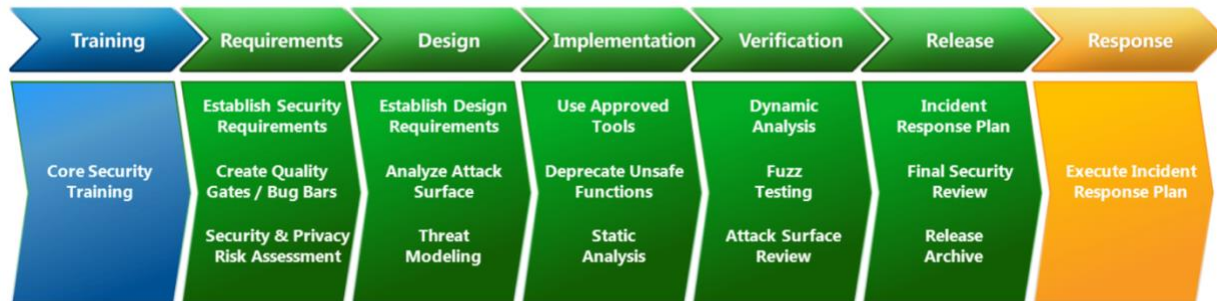 Training
Requirements
Design
Implementation
Verification
Release
Response
Core Security
Training
Establish Security
Requirements
Create Quality
Gates / Bug Bars
Security & Privacy
Risk Assessment
Establish Design
Requirements
Analyze Attack
Surface
Threat
Modeling
Use Approved
Tools
Deprecate Unsafe
Functions
Static
Analysis
Dynamic
Analysis
Fuzz
Testing
Attack Surface
Review
Incident
Response Plan
Final Security
Review
Release
Archive
Execute Incident
Response Plan